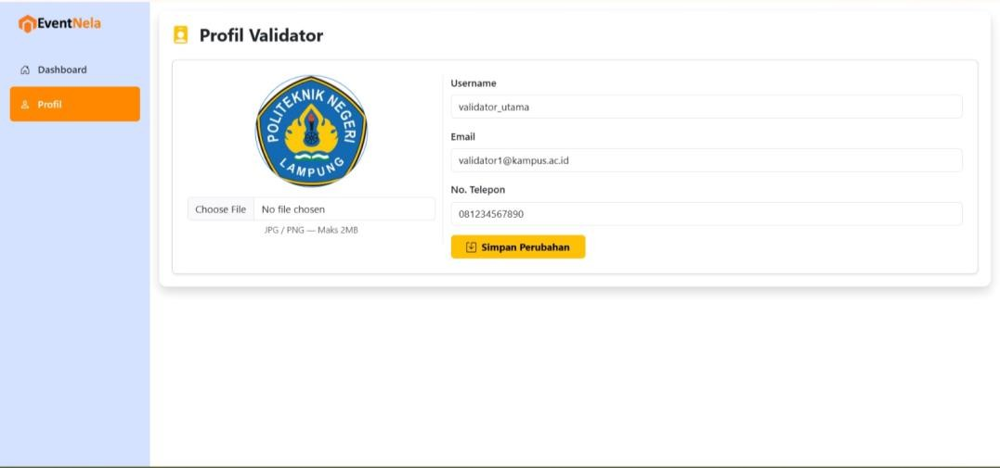 EventNela
Dashboard
Profil
Profil Validator
POLITEKNIK NEGERI
LAMPUNG
Choose File No file chosen
JPG / PNG — Maks 2MB
Username
validator_utama
Email
validator1@kampus.ac.id
No. Telepon
081234567890
Simpan Perubahan